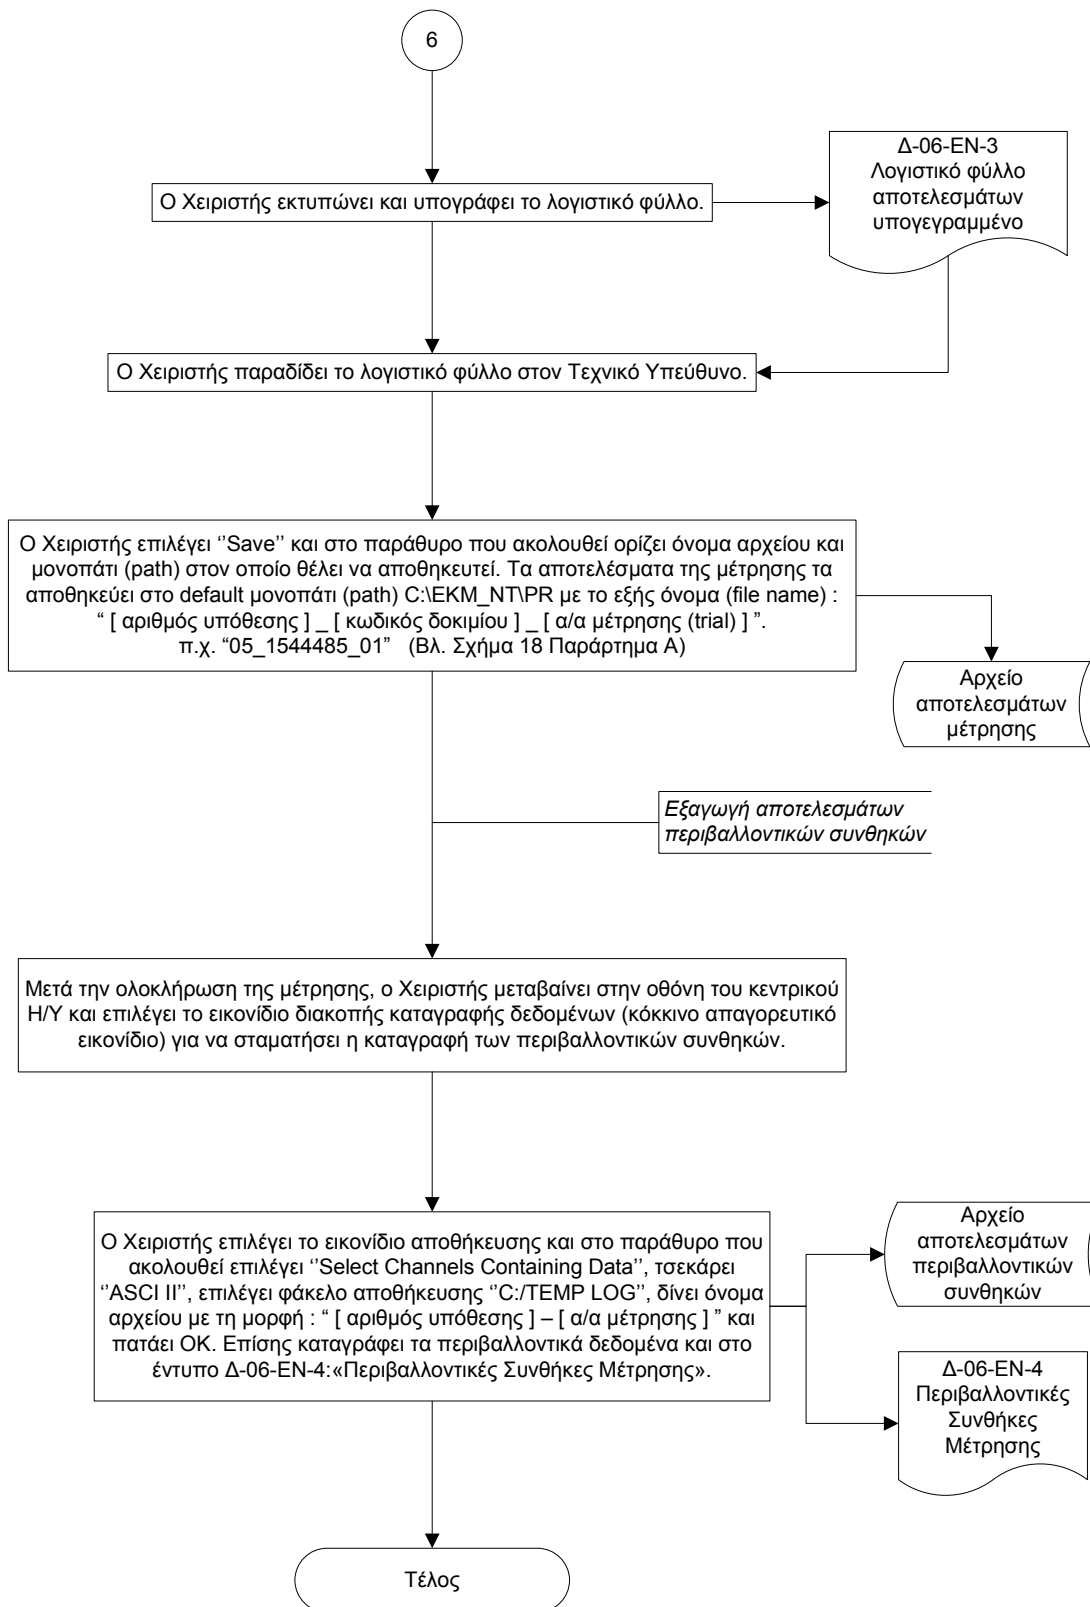 6
Δ-06-ΕΝ-3
Λογιστικό φύλλο
αποτελεσμάτων
υπογεγραμμένο
Ο Χειριστής εκτυπώνει και υπογράφει το λογιστικό φύλλο.
Ο Χειριστής παραδίδει το λογιστικό φύλλο στον Τεχνικό Υπεύθυνο.
Ο Χειριστής επιλέγει ‘’Save’’ και στο παράθυρο που ακολουθεί ορίζει όνομα αρχείου και
μονοπάτι (path) στον οποίο θέλει να αποθηκευτεί. Τα αποτελέσματα της μέτρησης τα
αποθηκεύει στο default μονοπάτι (path) C:\EKM_NT\PR με το εξής όνομα (file name) :
“ [ αριθμός υπόθεσης ] _ [ κωδικός δοκιμίου ] _ [ α/α μέτρησης (trial) ] ”.
π.χ. “05_1544485_01” (Βλ. Σχήμα 18 Παράρτημα Α)
Αρχείο
αποτελεσμάτων
μέτρησης
Εξαγωγή αποτελεσμάτων
περιβαλλοντικών συνθηκών
Μετά την ολοκλήρωση της μέτρησης, ο Χειριστής μεταβαίνει στην οθόνη του κεντρικού
Η/Υ και επιλέγει το εικονίδιο διακοπής καταγραφής δεδομένων (κόκκινο απαγορευτικό
εικονίδιο) για να σταματήσει η καταγραφή των περιβαλλοντικών συνθηκών.
Ο Χειριστής επιλέγει το εικονίδιο αποθήκευσης και στο παράθυρο που
ακολουθεί επιλέγει ‘’Select Channels Containing Data’’, τσεκάρει
‘’ASCI II’’, επιλέγει φάκελο αποθήκευσης ‘’C:/TEMP LOG’’, δίνει όνομα
αρχείου με τη μορφή : “ [ αριθμός υπόθεσης ] – [ α/α μέτρησης ] ” και
πατάει ΟΚ. Επίσης καταγράφει τα περιβαλλοντικά δεδομένα και στο
έντυπο Δ-06-ΕΝ-4:«Περιβαλλοντικές Συνθήκες Μέτρησης».
Αρχείο
αποτελεσμάτων
περιβαλλοντικών
συνθηκών
Δ-06-ΕΝ-4
Περιβαλλοντικές
Συνθήκες
Μέτρησης
Τέλος